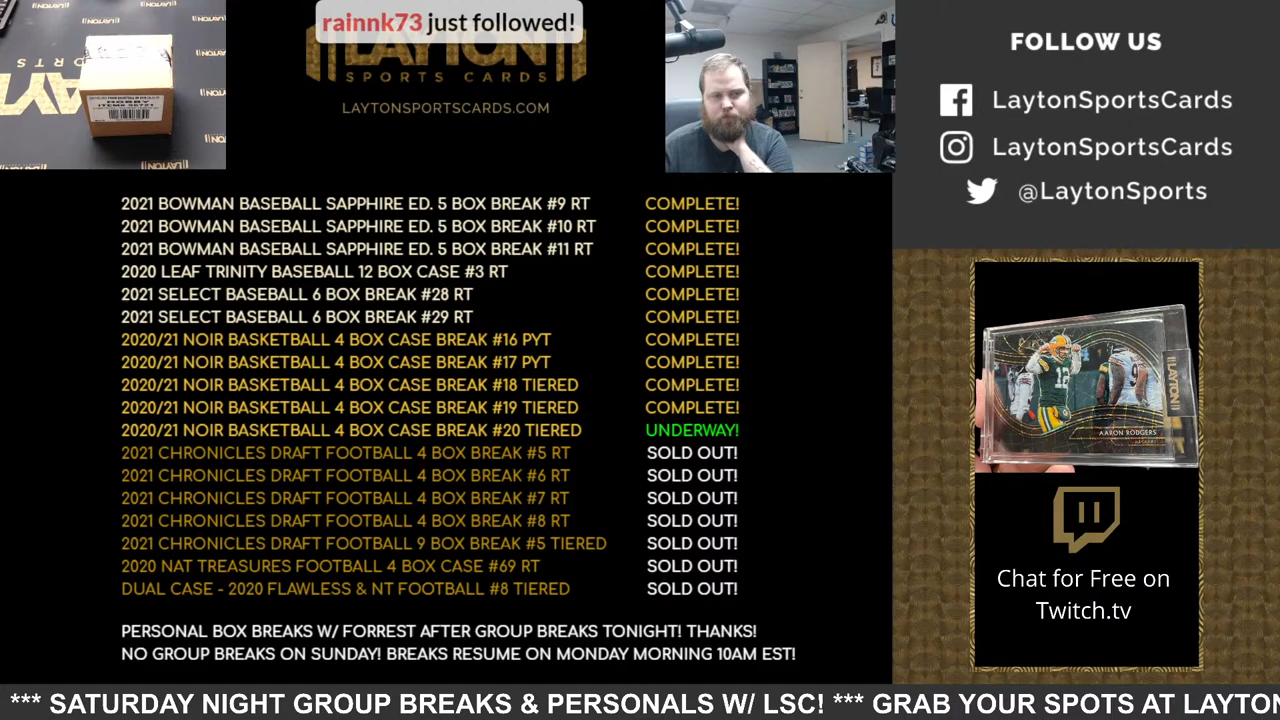 rainnk73 just followed!
LAYTON
SPORTS CARDS
LAYTONSPORTSCARDS.COM
HOBBY
FOLLOW US
LaytonSportsCards
LaytonSportsCards
@LaytonSports
2021 BOWMAN BASEBALL SAPPHIRE ED. 5 BOX BREAK #9 RT COMPLETE!
2021 BOWMAN BASEBALL SAPPHIRE ED. 5 BOX BREAK #10 RT COMPLETE!
2021 BOWMAN BASEBALL SAPPHIRE ED. 5 BOX BREAK #11 RT COMPLETE!
2020 LEAF TRINITY BASEBALL 12 BOX CASE #3 RT COMPLETE!
2021 SELECT BASEBALL 6 BOX BREAK #28 RT COMPLETE!
2021 SELECT BASEBALL 6 BOX BREAK #29 RT COMPLETE!
2020/21 NOIR BASKETBALL 4 BOX CASE BREAK #16 PYT COMPLETE!
2020/21 NOIR BASKETBALL 4 BOX CASE BREAK #17 PYT COMPLETE!
2020/21 NOIR BASKETBALL 4 BOX CASE BREAK #18 TIERED COMPLETE!
2020/21 NOIR BASKETBALL 4 BOX CASE BREAK #19 TIERED COMPLETE!
2020/21 NOIR BASKETBALL 4 BOX CASE BREAK #20 TIERED UNDERWAY!
2021 CHRONICLES DRAFT FOOTBALL 4 BOX BREAK #5 RT SOLD OUT!
2021 CHRONICLES DRAFT FOOTBALL 4 BOX BREAK #6 RT SOLD OUT!
2021 CHRONICLES DRAFT FOOTBALL 4 BOX BREAK #7 RT SOLD OUT!
2021 CHRONICLES DRAFT FOOTBALL 4 BOX BREAK #8 RT SOLD OUT!
2021 CHRONICLES DRAFT FOOTBALL 9 BOX BREAK #5 TIERED SOLD OUT!
2020 NAT TREASURES FOOTBALL 4 BOX CASE #69 RT SOLD OUT!
DUAL CASE - 2020 FLAWLESS & NT FOOTBALL #8 TIERED SOLD OUT!
PERSONAL BOX BREAKS W/ FORREST AFTER GROUP BREAKS TONIGHT! THANKS!
NO GROUP BREAKS ON SUNDAY! BREAKS RESUME ON MONDAY MORNING 10AM EST!
AARON RODGERS
LAYTON
Chat for Free on
Twitch.tv
*** SATURDAY NIGHT GROUP BREAKS & PERSONALS W/ LSC! *** GRAB YOUR SPOTS AT LAYTON